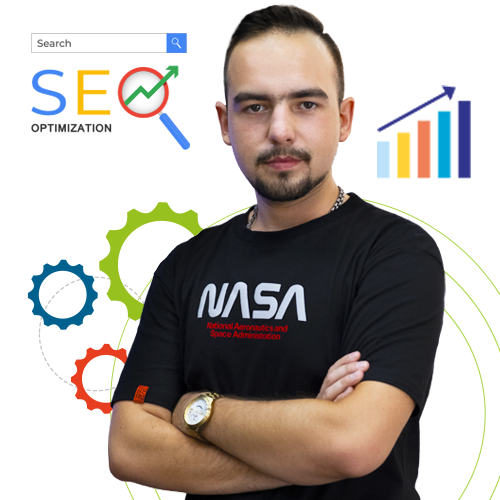 Search
SEO
OPTIMIZATION
NASA
National Aeronautics and
Space Administration